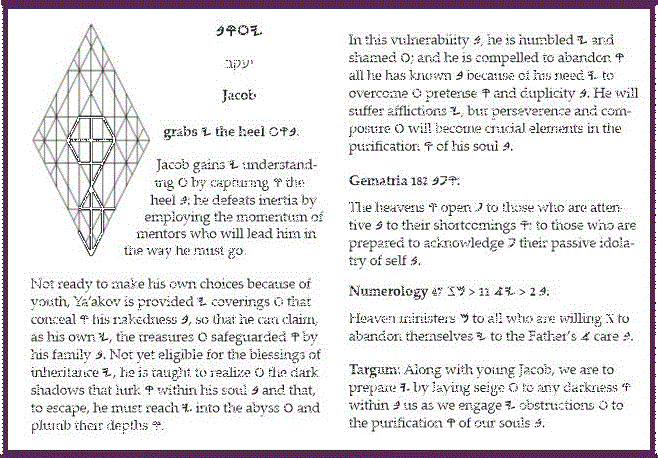 𐤉𐤏𐤒𐤁
יעקב
Jacob
grabs 𐤉 the heel 𐤏𐤒𐤁.
Jacob gains 𐤉 understand-
ing 𐤏 by capturing 𐤒 the
heel 𐤁; he defeats inertia by
employing the momentum of
mentors who will lead him in
the way he must go.
Not ready to make his own choices because of
youth, Ya'akov is provided 𐤉 coverings 𐤏 that
conceal 𐤒 his nakedness 𐤁, so that he can claim,
as his own 𐤉, the treasures 𐤏 safeguarded 𐤒 by
his family 𐤁. Not yet eligible for the blessings of
inheritance 𐤉, he is taught to realize 𐤏 the dark
shadows that lurk 𐤒 within his soul 𐤁 and that,
to escape, he must reach 𐤉 into the abyss 𐤏 and
plumb their depths 𐤒.
In this vulnerability 𐤁, he is humbled 𐤉 and
shamed 𐤏; and he is compelled to abandon 𐤒
all he has known 𐤁 because of his need 𐤉 to
overcome 𐤏 pretense 𐤒 and duplicity 𐤁. He will
suffer afflictions 𐤉, but perseverence and com-
posure 𐤏 will become crucial elements in the
purification 𐤒 of his soul 𐤁.
Gematria 182 𐤒𐤐𐤁:
The heavens 𐤒 open 𐤐 to those who are atten-
tive 𐤁 to their shortcomings 𐤒: to those who are
prepared to acknowledge 𐤐 their passive idola-
try of self 𐤁.
Numerology 47 𐤌𐤆 > 11 𐤉𐤀 > 2 𐤁:
Heaven ministers 𐤌 to all who are willing 𐤆 to
abandon themselves 𐤉 to the Father's 𐤀 care 𐤁.
Targum: Along with young Jacob, we are to
prepare 𐤉 by laying seige 𐤏 to any darkness 𐤒
within 𐤁 us as we engage 𐤉 obstructions 𐤏 to
the purification 𐤒 of our souls 𐤁.